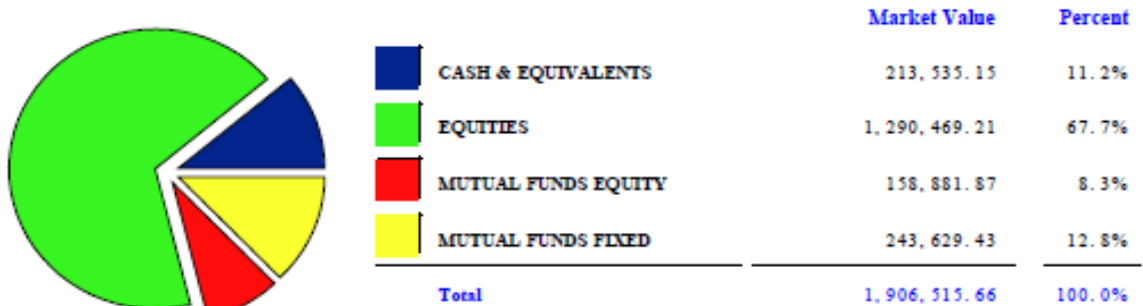 Market Value Percent
CASH & EQUIVALENTS 213,535.15 11.2%
EQUITIES 1,290,469.21 67.7%
MUTUAL FUNDS EQUITY 158,881.87 8.3%
MUTUAL FUNDS FIXED 243,629.43 12.8%
Total 1,906,515.66 100.0%